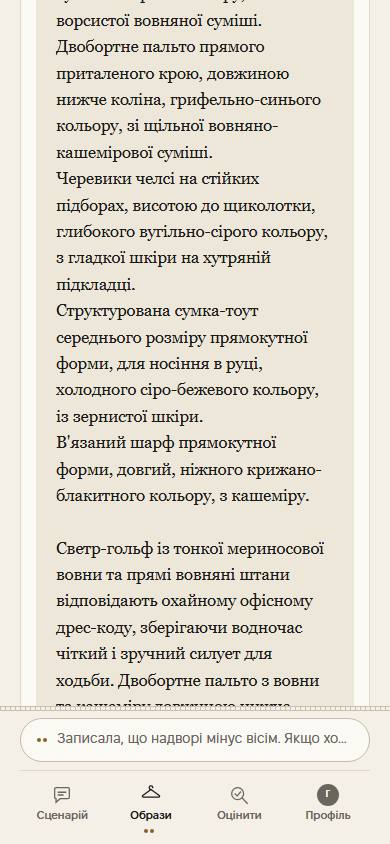 ворсистої вовняної суміші.
Двобортне пальто прямого
приталеного крою, довжиною
нижче коліна, грифельно-синього
кольору, зі щільної вовняно-
кашемірової суміші.
Черевики челсі на стійких
підборах, висотою до щиколотки,
глибокого вугільно-сірого кольору,
з гладкої шкіри на хутряній
підкладці.
Структурована сумка-тоут
середнього розміру прямокутної
форми, для носіння в руці,
холодного сіро-бежевого кольору,
із зернистої шкіри.
В'язаний шарф прямокутної
форми, довгий, ніжного крижано-
блакитного кольору, з кашеміру.
Светр-гольф із тонкої мериносової
вовни та прямі вовняні штани
відповідають охайному офісному
дрес-коду, зберігаючи водночас
чіткий і зручний силует для
ходьби. Двобортне пальто з вовни
Записала, що надворі мінус вісім. Якщо хо...
Сценарій
Образи
Оцінити
Г
Профіль